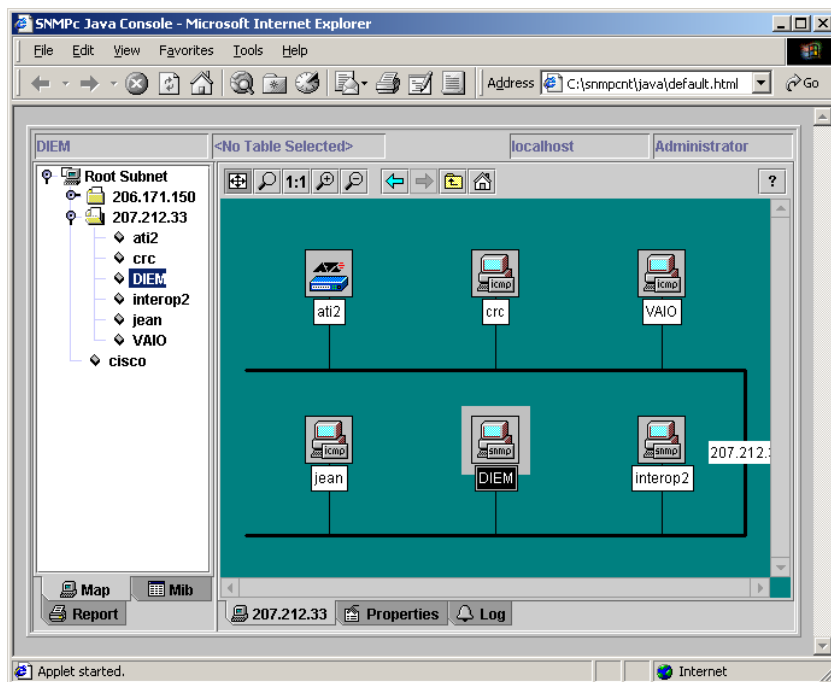 SNMPc Java Console - Microsoft Internet Explorer
File Edit View Favorites Tools Help
Address C:\snmpcnt\java\default.html Go
DIEM <No Table Selected> localhost Administrator
Root Subnet
206.171.150
207.212.33
ati2
crc
DIEM
interop2
jean
VAIO
cisco
1:1 ?
icmp icmp
ati2 crc VAIO
icmp snmp snmp
207.212.
jean DIEM interop2
Map Mib
Report
207.212.33 Properties Log
Applet started. Internet